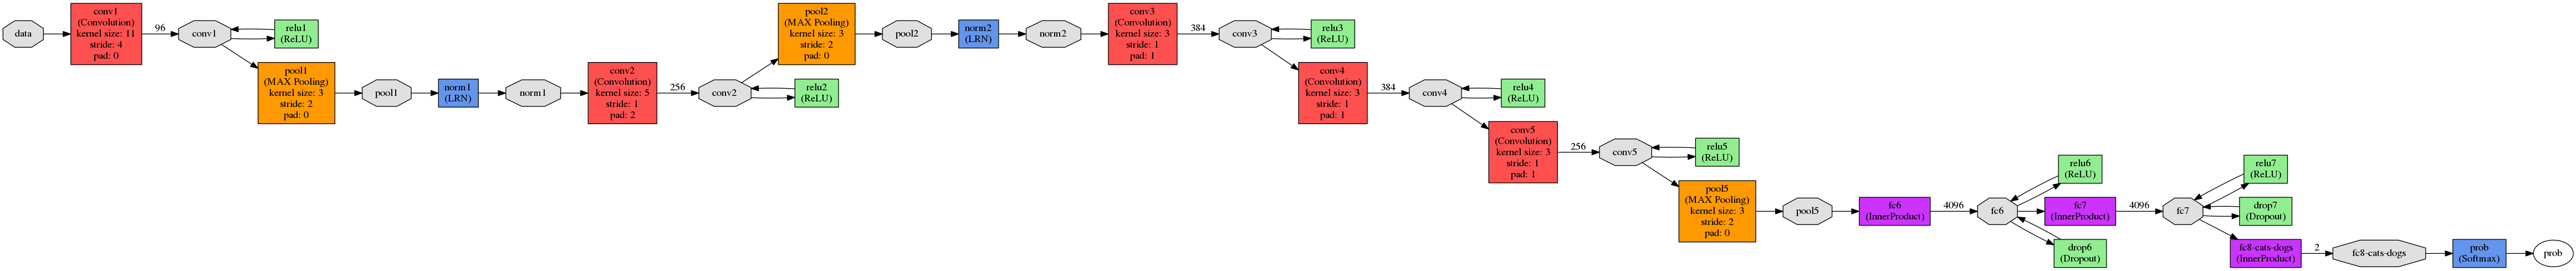 data
conv1
(Convolution)
kernel size: 11
stride: 4
pad: 0
96
conv1
relu1
(ReLU)
pool1
(MAX Pooling)
kernel size: 3
stride: 2
pad: 0
pool1
norm1
(LRN)
norm1
conv2
(Convolution)
kernel size: 5
stride: 1
pad: 2
256
conv2
relu2
(ReLU)
pool2
(MAX Pooling)
kernel size: 3
stride: 2
pad: 0
pool2
norm2
(LRN)
norm2
conv3
(Convolution)
kernel size: 3
stride: 1
pad: 1
384
conv3
relu3
(ReLU)
conv4
(Convolution)
kernel size: 3
stride: 1
pad: 1
384
conv4
relu4
(ReLU)
conv5
(Convolution)
kernel size: 3
stride: 1
pad: 1
256
conv5
relu5
(ReLU)
pool5
(MAX Pooling)
kernel size: 3
stride: 2
pad: 0
pool5
fc6
(InnerProduct)
4096
fc6
relu6
(ReLU)
drop6
(Dropout)
fc7
(InnerProduct)
4096
fc7
relu7
(ReLU)
drop7
(Dropout)
fc8-cats-dogs
(InnerProduct)
2
fc8-cats-dogs
prob
(Softmax)
prob